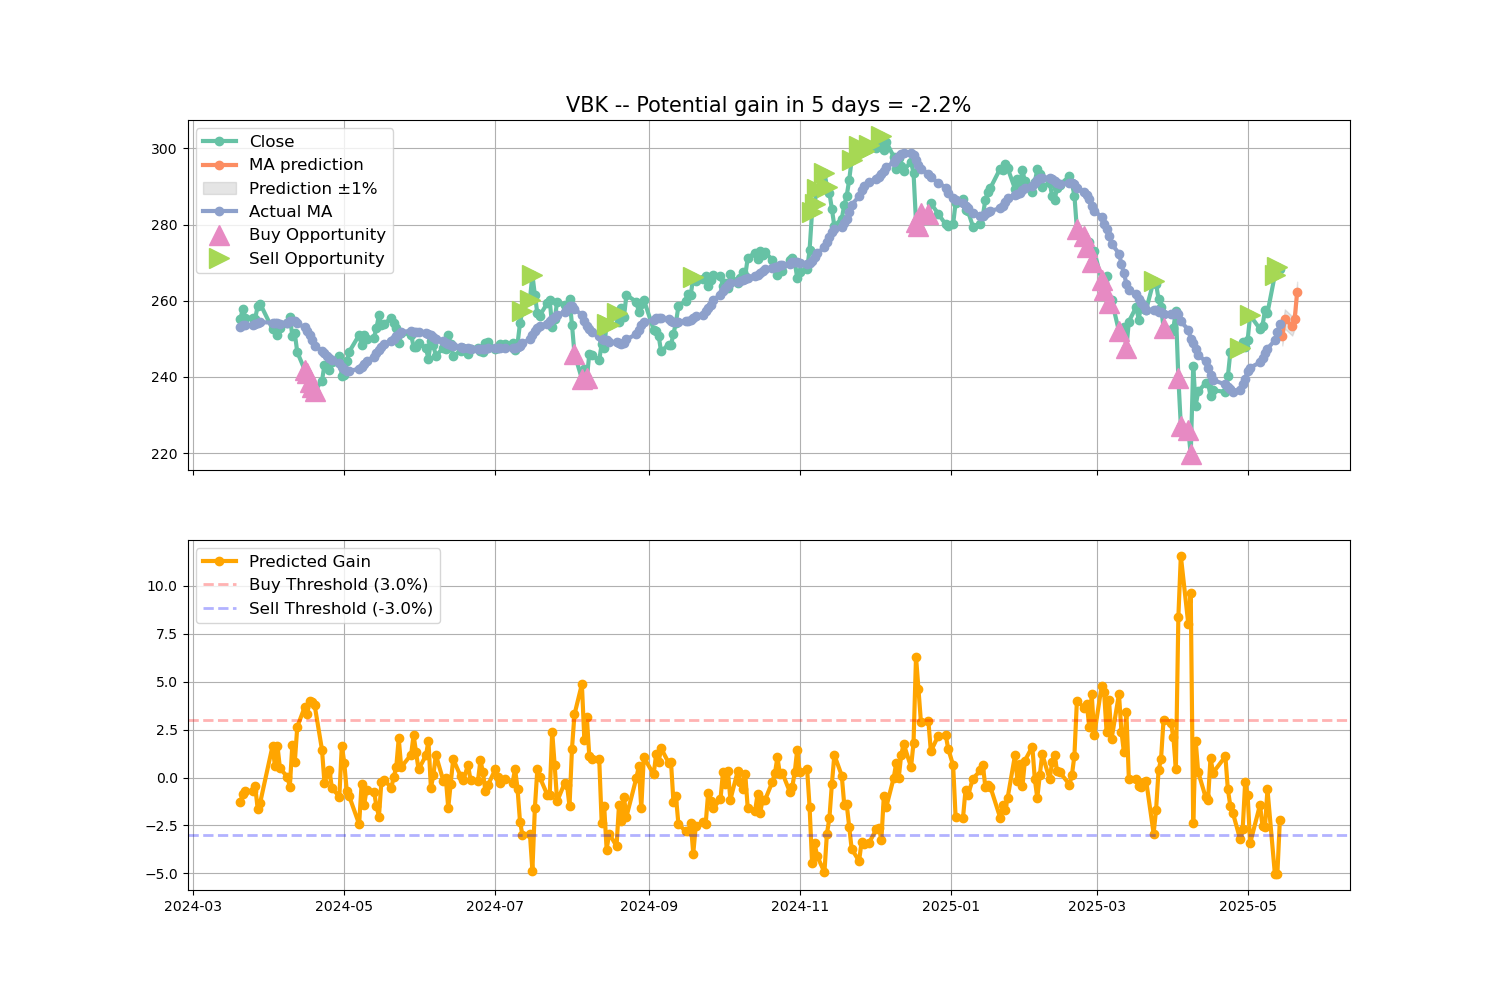 VBK -- Potential gain in 5 days = -2.2%
Close
MA prediction
Prediction ±1%
Actual MA
Buy Opportunity
Sell Opportunity
300
280
260
240
220
Predicted Gain
Buy Threshold (3.0%)
Sell Threshold (-3.0%)
10.0
7.5
5.0
2.5
0.0
−2.5
−5.0
2024-03 2024-05 2024-07 2024-09 2024-11 2025-01 2025-03 2025-05